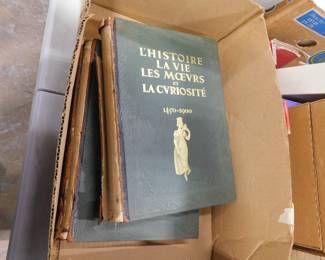 L'HISTOIRE
LA VIE
LES MŒVRS
ET
LA CVRIOSITÉ
1450-1900